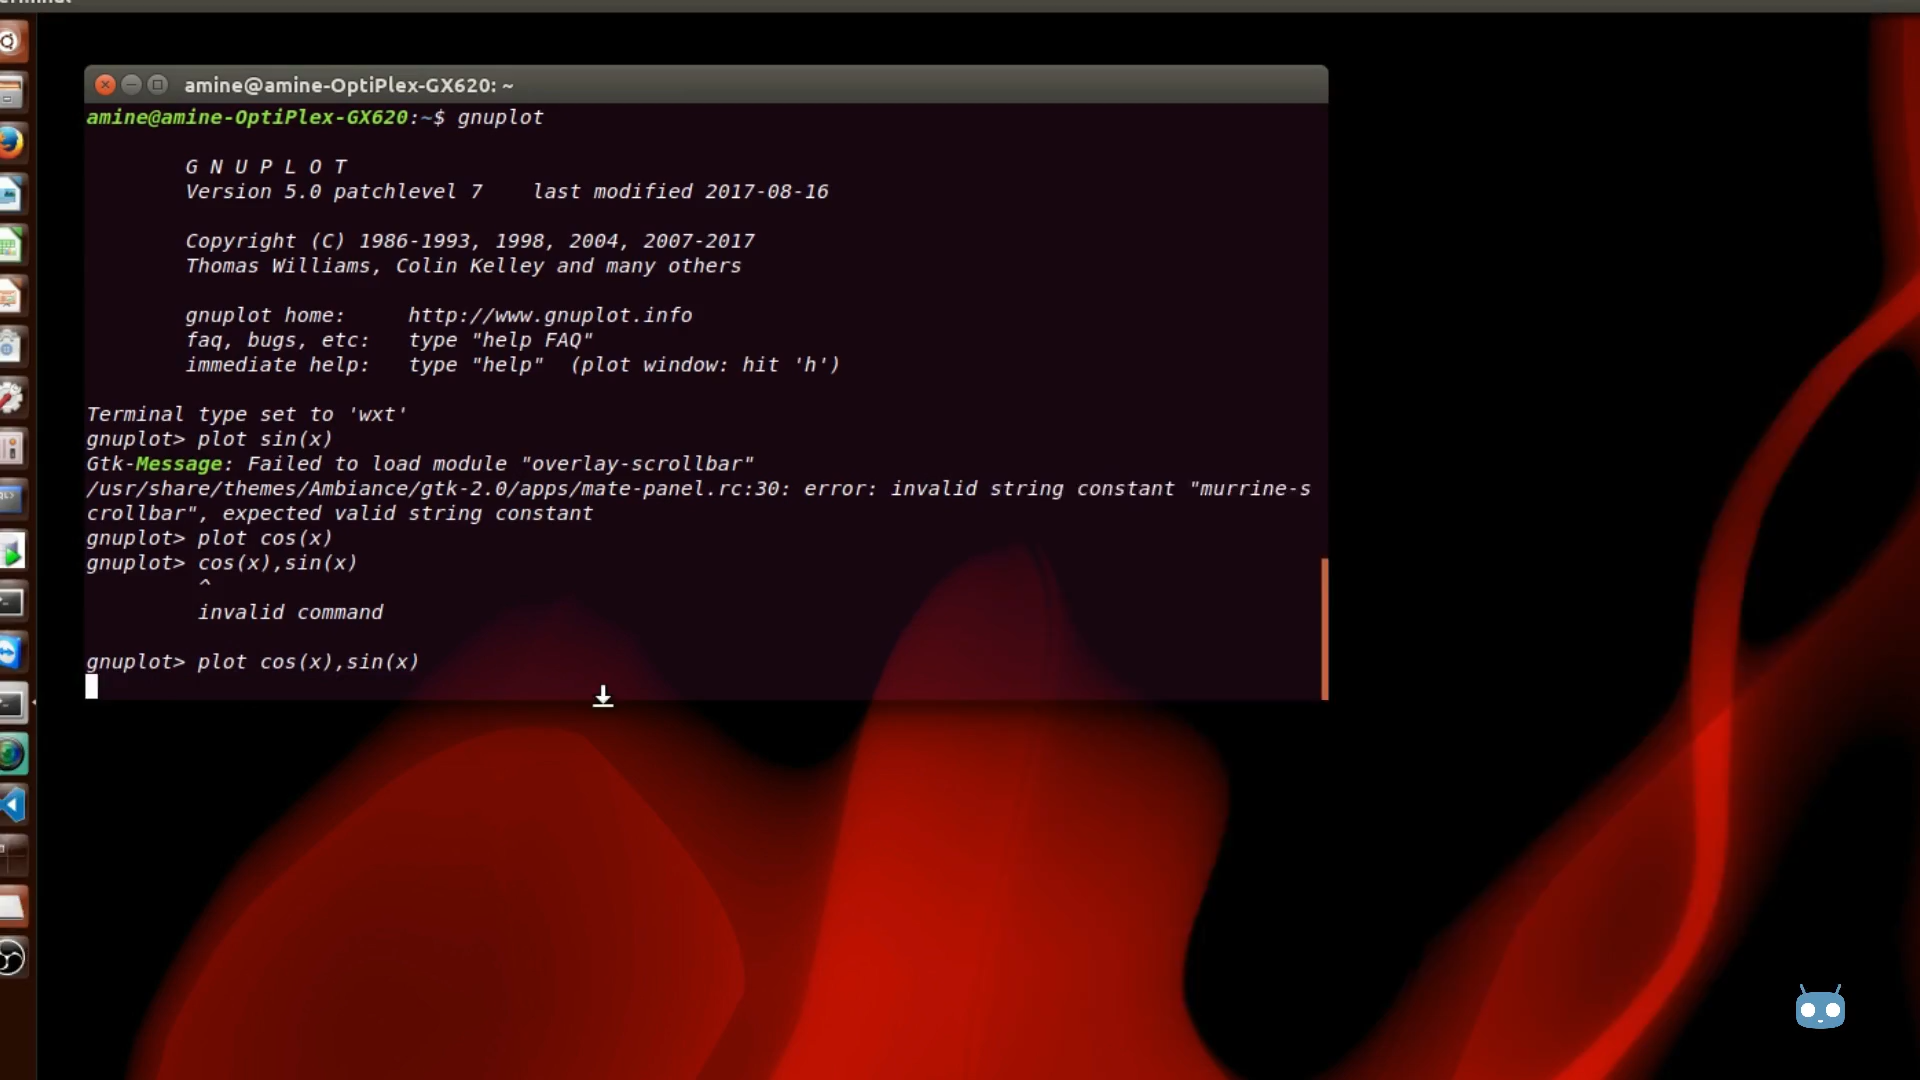 amine@amine-OptiPlex-GX620: ~
amine@amine-OptiPlex-GX620:~$ gnuplot
G N U P L O T
Version 5.0 patchlevel 7    last modified 2017-08-16
Copyright (C) 1986-1993, 1998, 2004, 2007-2017
Thomas Williams, Colin Kelley and many others
gnuplot home:     http://www.gnuplot.info
faq, bugs, etc:   type "help FAQ"
immediate help:   type "help"  (plot window: hit 'h')
Terminal type set to 'wxt'
gnuplot> plot sin(x)
Gtk-Message: Failed to load module "overlay-scrollbar"
/usr/share/themes/Ambiance/gtk-2.0/apps/mate-panel.rc:30: error: invalid string constant "murrine-s
crollbar", expected valid string constant
gnuplot> plot cos(x)
gnuplot> cos(x),sin(x)
^
invalid command
gnuplot> plot cos(x),sin(x)